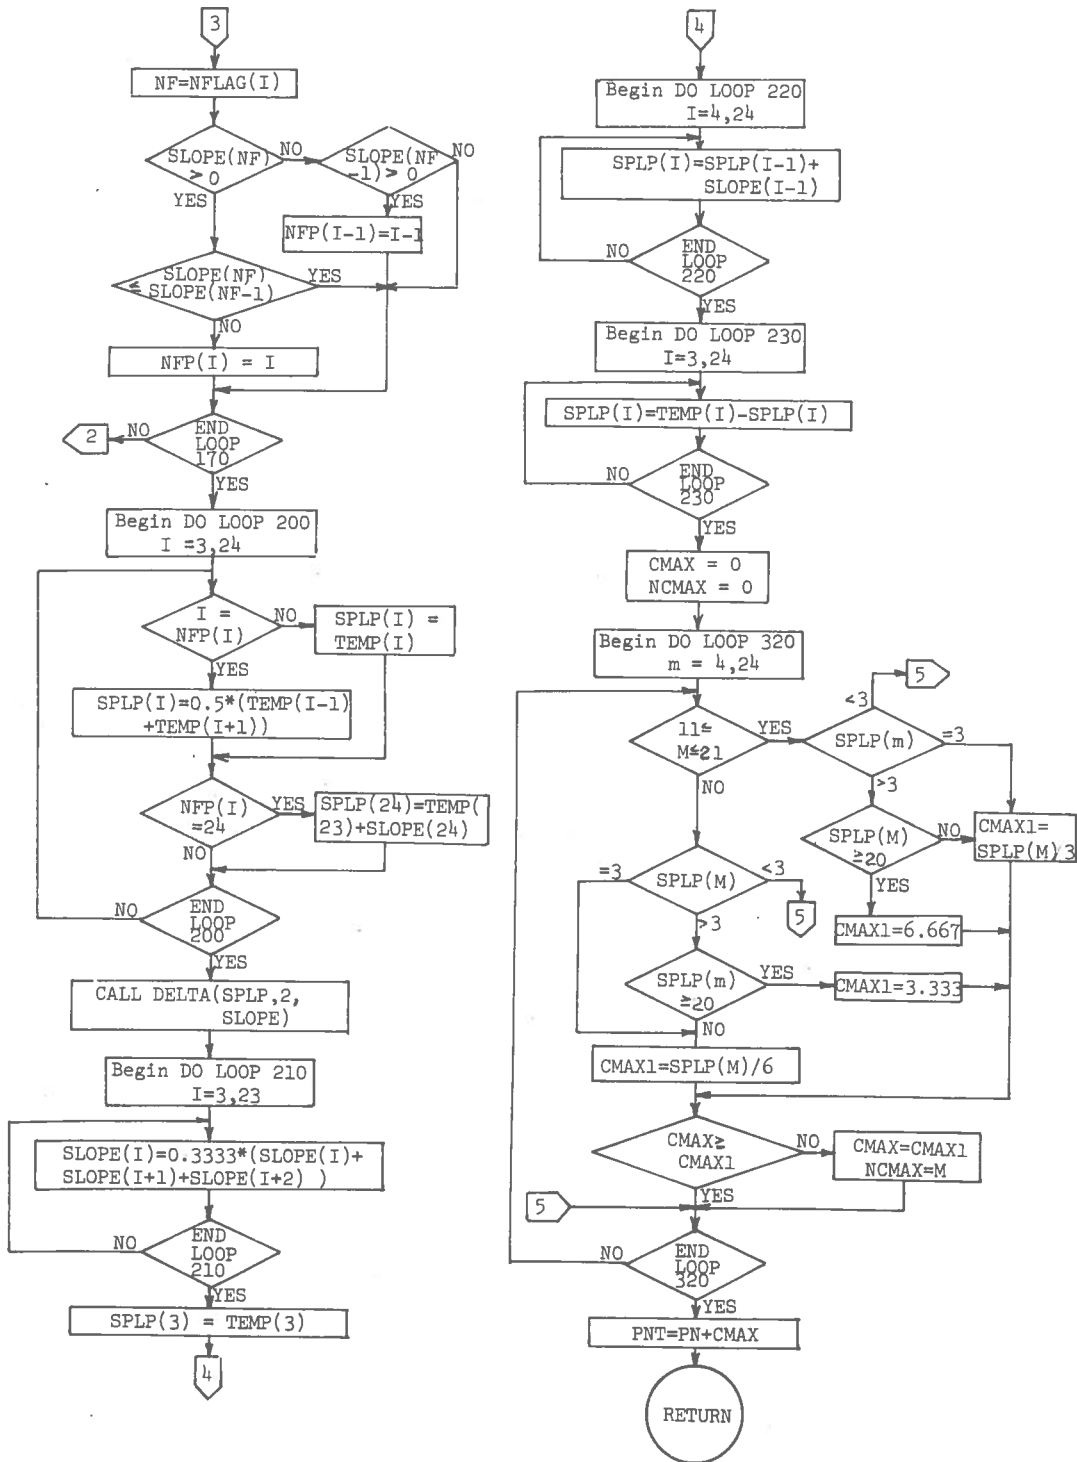 3
NF=NFLAG(I)
SLOPE(NF)
> 0
NO
SLOPE(NF
-1) > 0
NO
YES
YES
NFP(I-1)=I-1
SLOPE(NF)
≤
SLOPE(NF-1)
YES
NO
NFP(I) = I
END
LOOP
170
NO
2
YES
Begin DO LOOP 200
I =3,24
I =
NFP(I)
NO
SPLP(I) =
TEMP(I)
YES
SPLP(I)=0.5*(TEMP(I-1)
+TEMP(I+1))
NFP(I)
=24
YES
SPLP(24)=TEMP(
23)+SLOPE(24)
NO
END
LOOP
200
NO
YES
CALL DELTA(SPLP,2,
SLOPE)
Begin DO LOOP 210
I=3,23
SLOPE(I)=0.3333*(SLOPE(I)+
SLOPE(I+1)+SLOPE(I+2) )
END
LOOP
210
NO
YES
SPLP(3) = TEMP(3)
4
4
Begin DO LOOP 220
I=4,24
SPLP(I)=SPLP(I-1)+
SLOPE(I-1)
END
LOOP
220
NO
YES
Begin DO LOOP 230
I=3,24
SPLP(I)=TEMP(I)-SPLP(I)
END
LOOP
230
NO
YES
CMAX = 0
NCMAX = 0
Begin DO LOOP 320
m = 4,24
5
11≤
M≤21
YES
<3
SPLP(m)
=3
NO
>3
SPLP(M)
≥20
NO
CMAX1=
SPLP(M)/3
YES
CMAX1=6.667
=3
SPLP(M)
<3
5
>3
SPLP(m)
≥20
YES
CMAX1=3.333
NO
CMAX1=SPLP(M)/6
CMAX≥
CMAX1
NO
CMAX=CMAX1
NCMAX=M
YES
5
END
LOOP
320
NO
YES
PNT=PN+CMAX
RETURN